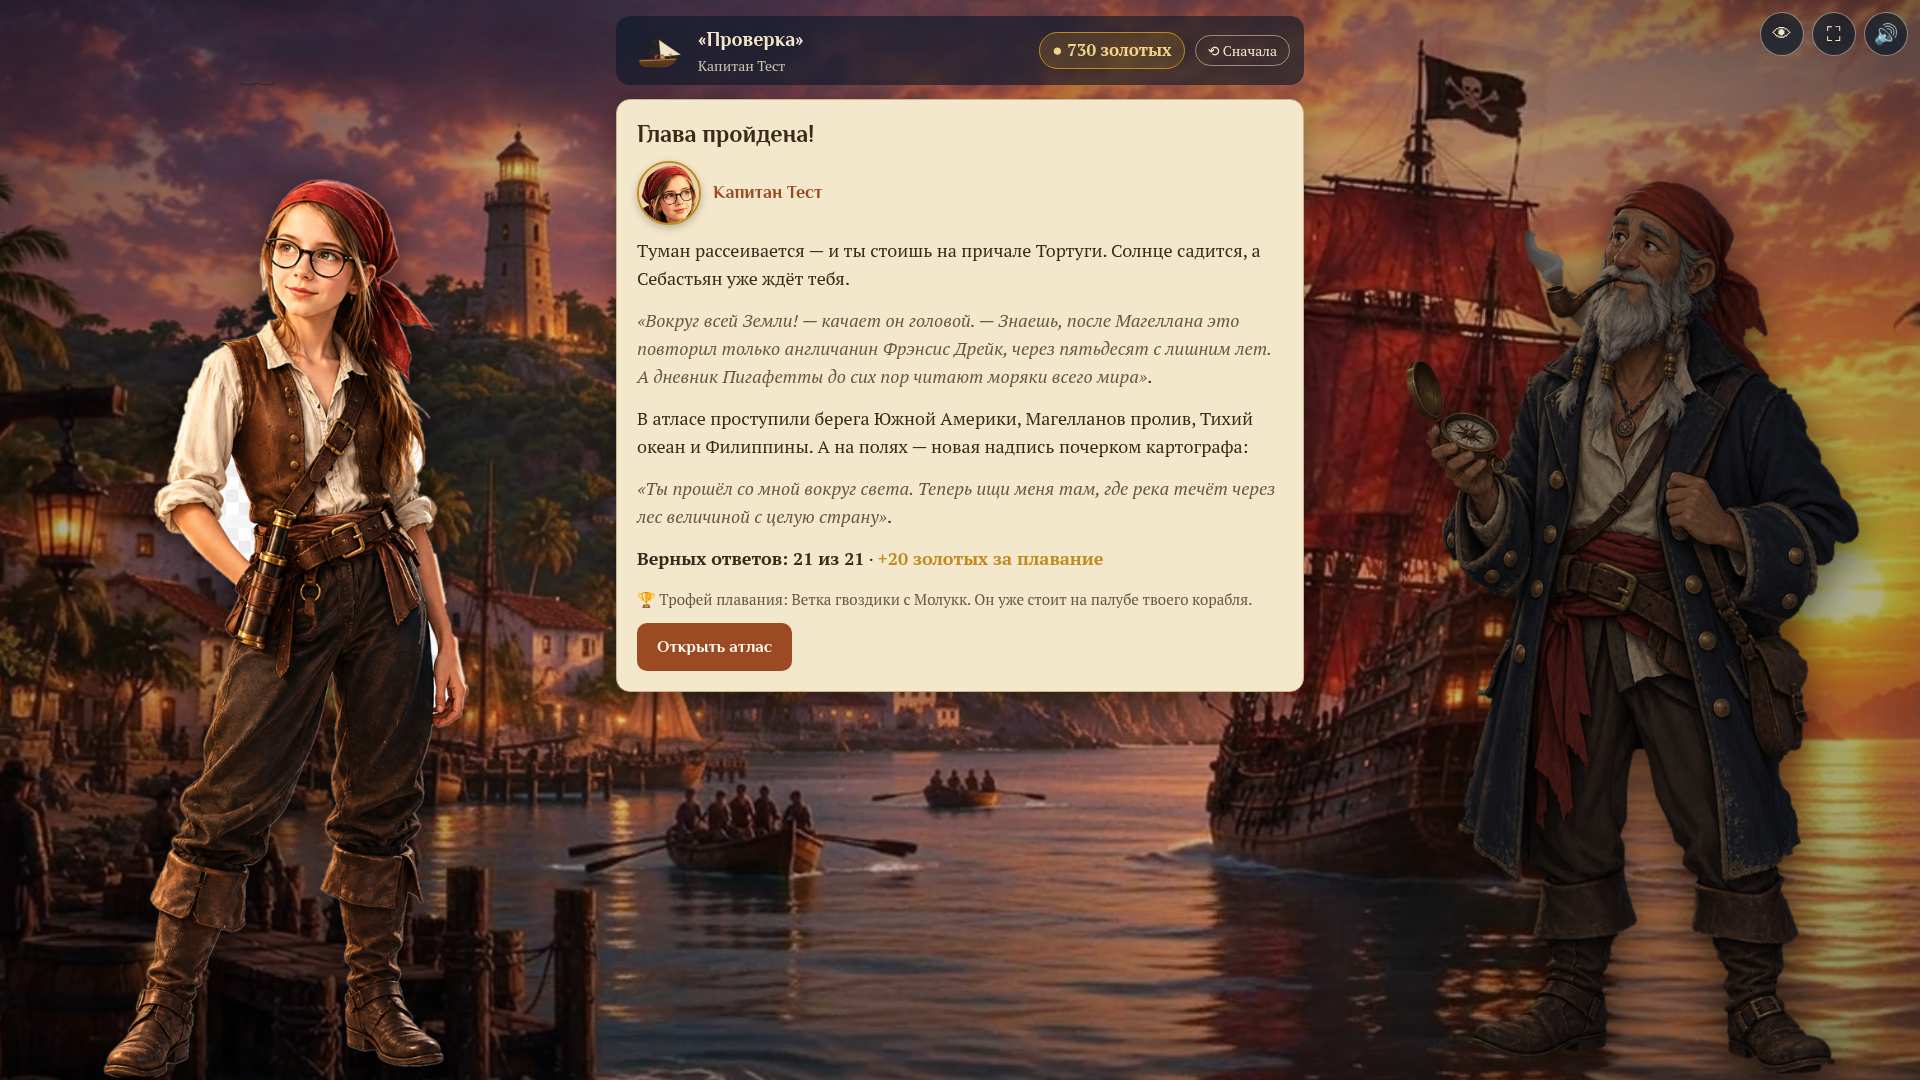 «Проверка»
Капитан Тест
● 730 золотых
⟲ Сначала
Глава пройдена!
Капитан Тест
Туман рассеивается — и ты стоишь на причале Тортуги. Солнце садится, а
Себастьян уже ждёт тебя.
«Вокруг всей Земли! — качает он головой. — Знаешь, после Магеллана это
повторил только англичанин Фрэнсис Дрейк, через пятьдесят с лишним лет.
А дневник Пигафетты до сих пор читают моряки всего мира».
В атласе проступили берега Южной Америки, Магелланов пролив, Тихий
океан и Филиппины. А на полях — новая надпись почерком картографа:
«Ты прошёл со мной вокруг света. Теперь ищи меня там, где река течёт через
лес величиной с целую страну».
Верных ответов: 21 из 21 · +20 золотых за плавание
🏆 Трофей плавания: Ветка гвоздики с Молукк. Он уже стоит на палубе твоего корабля.
Открыть атлас